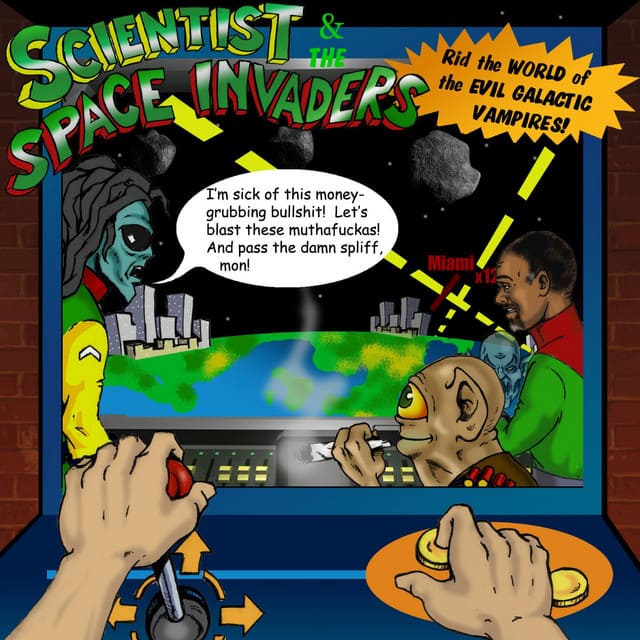 SCIENTIST &
THE
SPACE INVADERS
Rid the WORLD of
the EVIL GALACTIC
VAMPIRES!
I'm sick of this money-
grubbing bullshit! Let's
blast these muthafuckas!
And pass the damn spliff,
mon!
Miami
x12